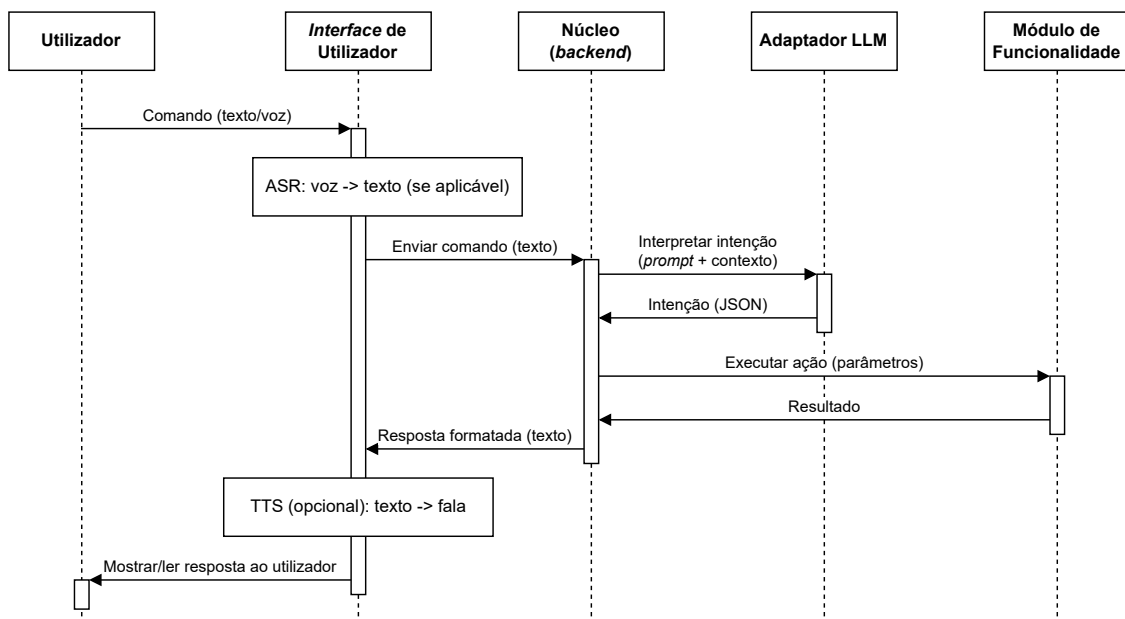 Utilizador
Interface de
Utilizador
Núcleo
(backend)
Adaptador LLM
Módulo de
Funcionalidade
Comando (texto/voz)
ASR: voz -> texto (se aplicável)
Enviar comando (texto)
Interpretar intenção
(prompt + contexto)
Intenção (JSON)
Executar ação (parâmetros)
Resultado
Resposta formatada (texto)
TTS (opcional): texto -> fala
Mostrar/ler resposta ao utilizador